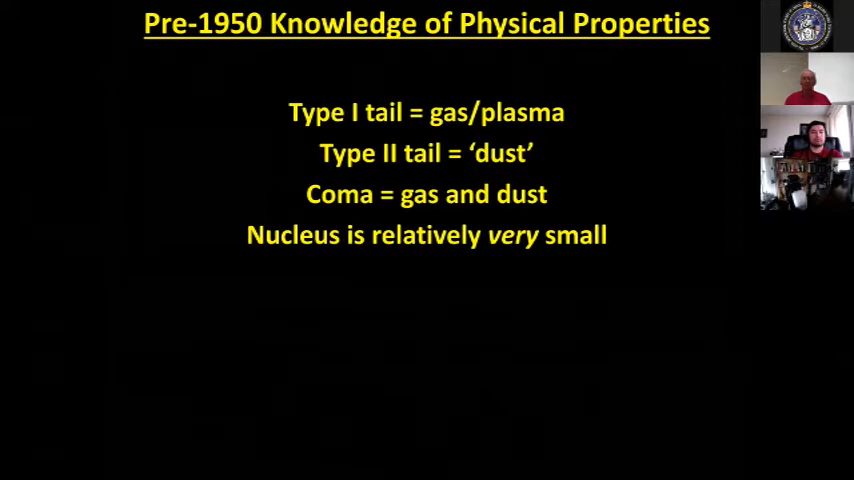 Pre-1950 Knowledge of Physical Properties
Type I tail = gas/plasma
Type II tail = ‘dust’
Coma = gas and dust
Nucleus is relatively very small